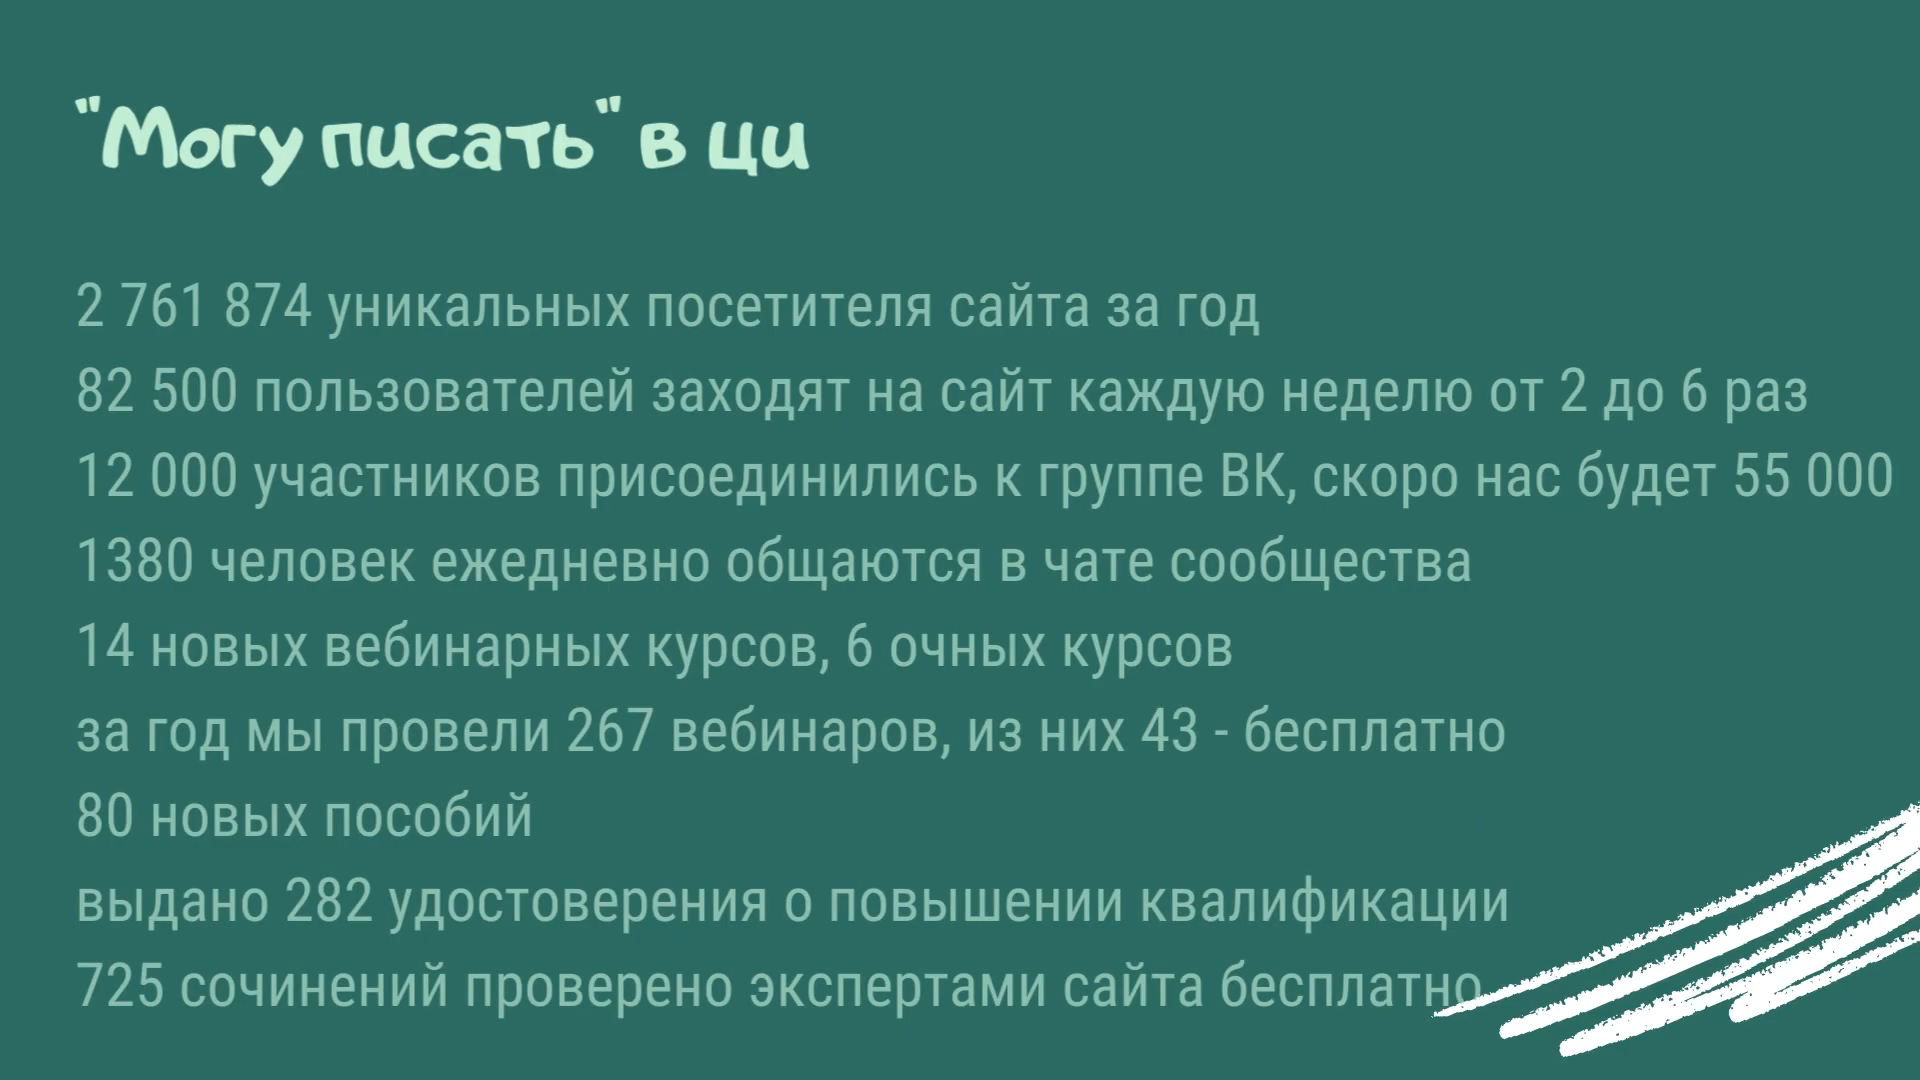 "Могу писать" в ци
2 761 874 уникальных посетителя сайта за год
82 500 пользователей заходят на сайт каждую неделю от 2 до 6 раз
12 000 участников присоединились к группе ВК, скоро нас будет 55 000
1380 человек ежедневно общаются в чате сообщества
14 новых вебинарных курсов, 6 очных курсов
за год мы провели 267 вебинаров, из них 43 - бесплатно
80 новых пособий
выдано 282 удостоверения о повышении квалификации
725 сочинений проверено экспертами сайта бесплатно